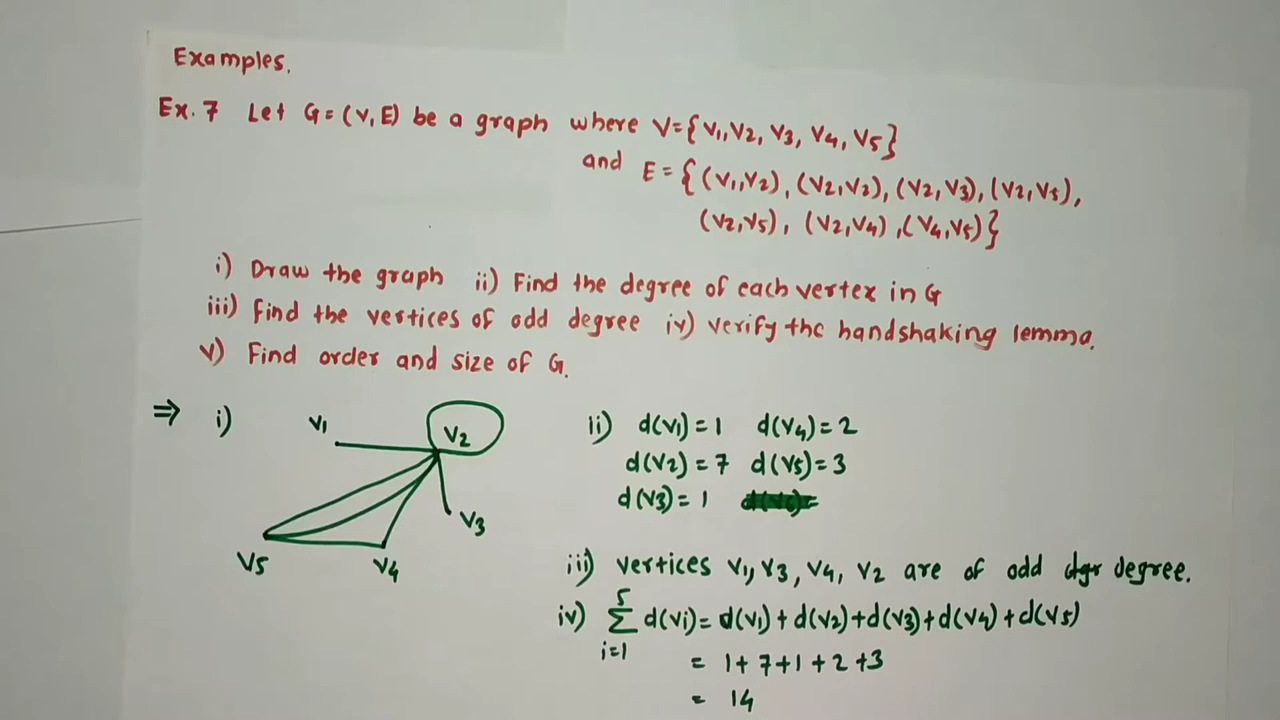 Examples.
Ex. 7 Let G=(V,E) be a graph where V={V1,V2, V3, V4, V5}
and E={(V1,V2), (V2,V2), (V2,V3), (V2,V5),
(V2,V5), (V2,V4), (V4,V5)}
i) Draw the graph ii) Find the degree of each vertex in G
iii) Find the vertices of odd degree iv) verify the handshaking lemma.
v) Find order and size of G.
⇒ i)
V1
V2
V3
V5
V4
ii) d(V1)=1 d(V4)=2
d(V2)=7 d(V5)=3
d(V3)=1
iii) vertices V1,V3, V4, V2 are of odd degree.
iv) 5∑i=1 d(Vi)= d(V1)+d(V2)+d(V3)+d(V4)+d(V5)
= 1+7+1+2+3
= 14